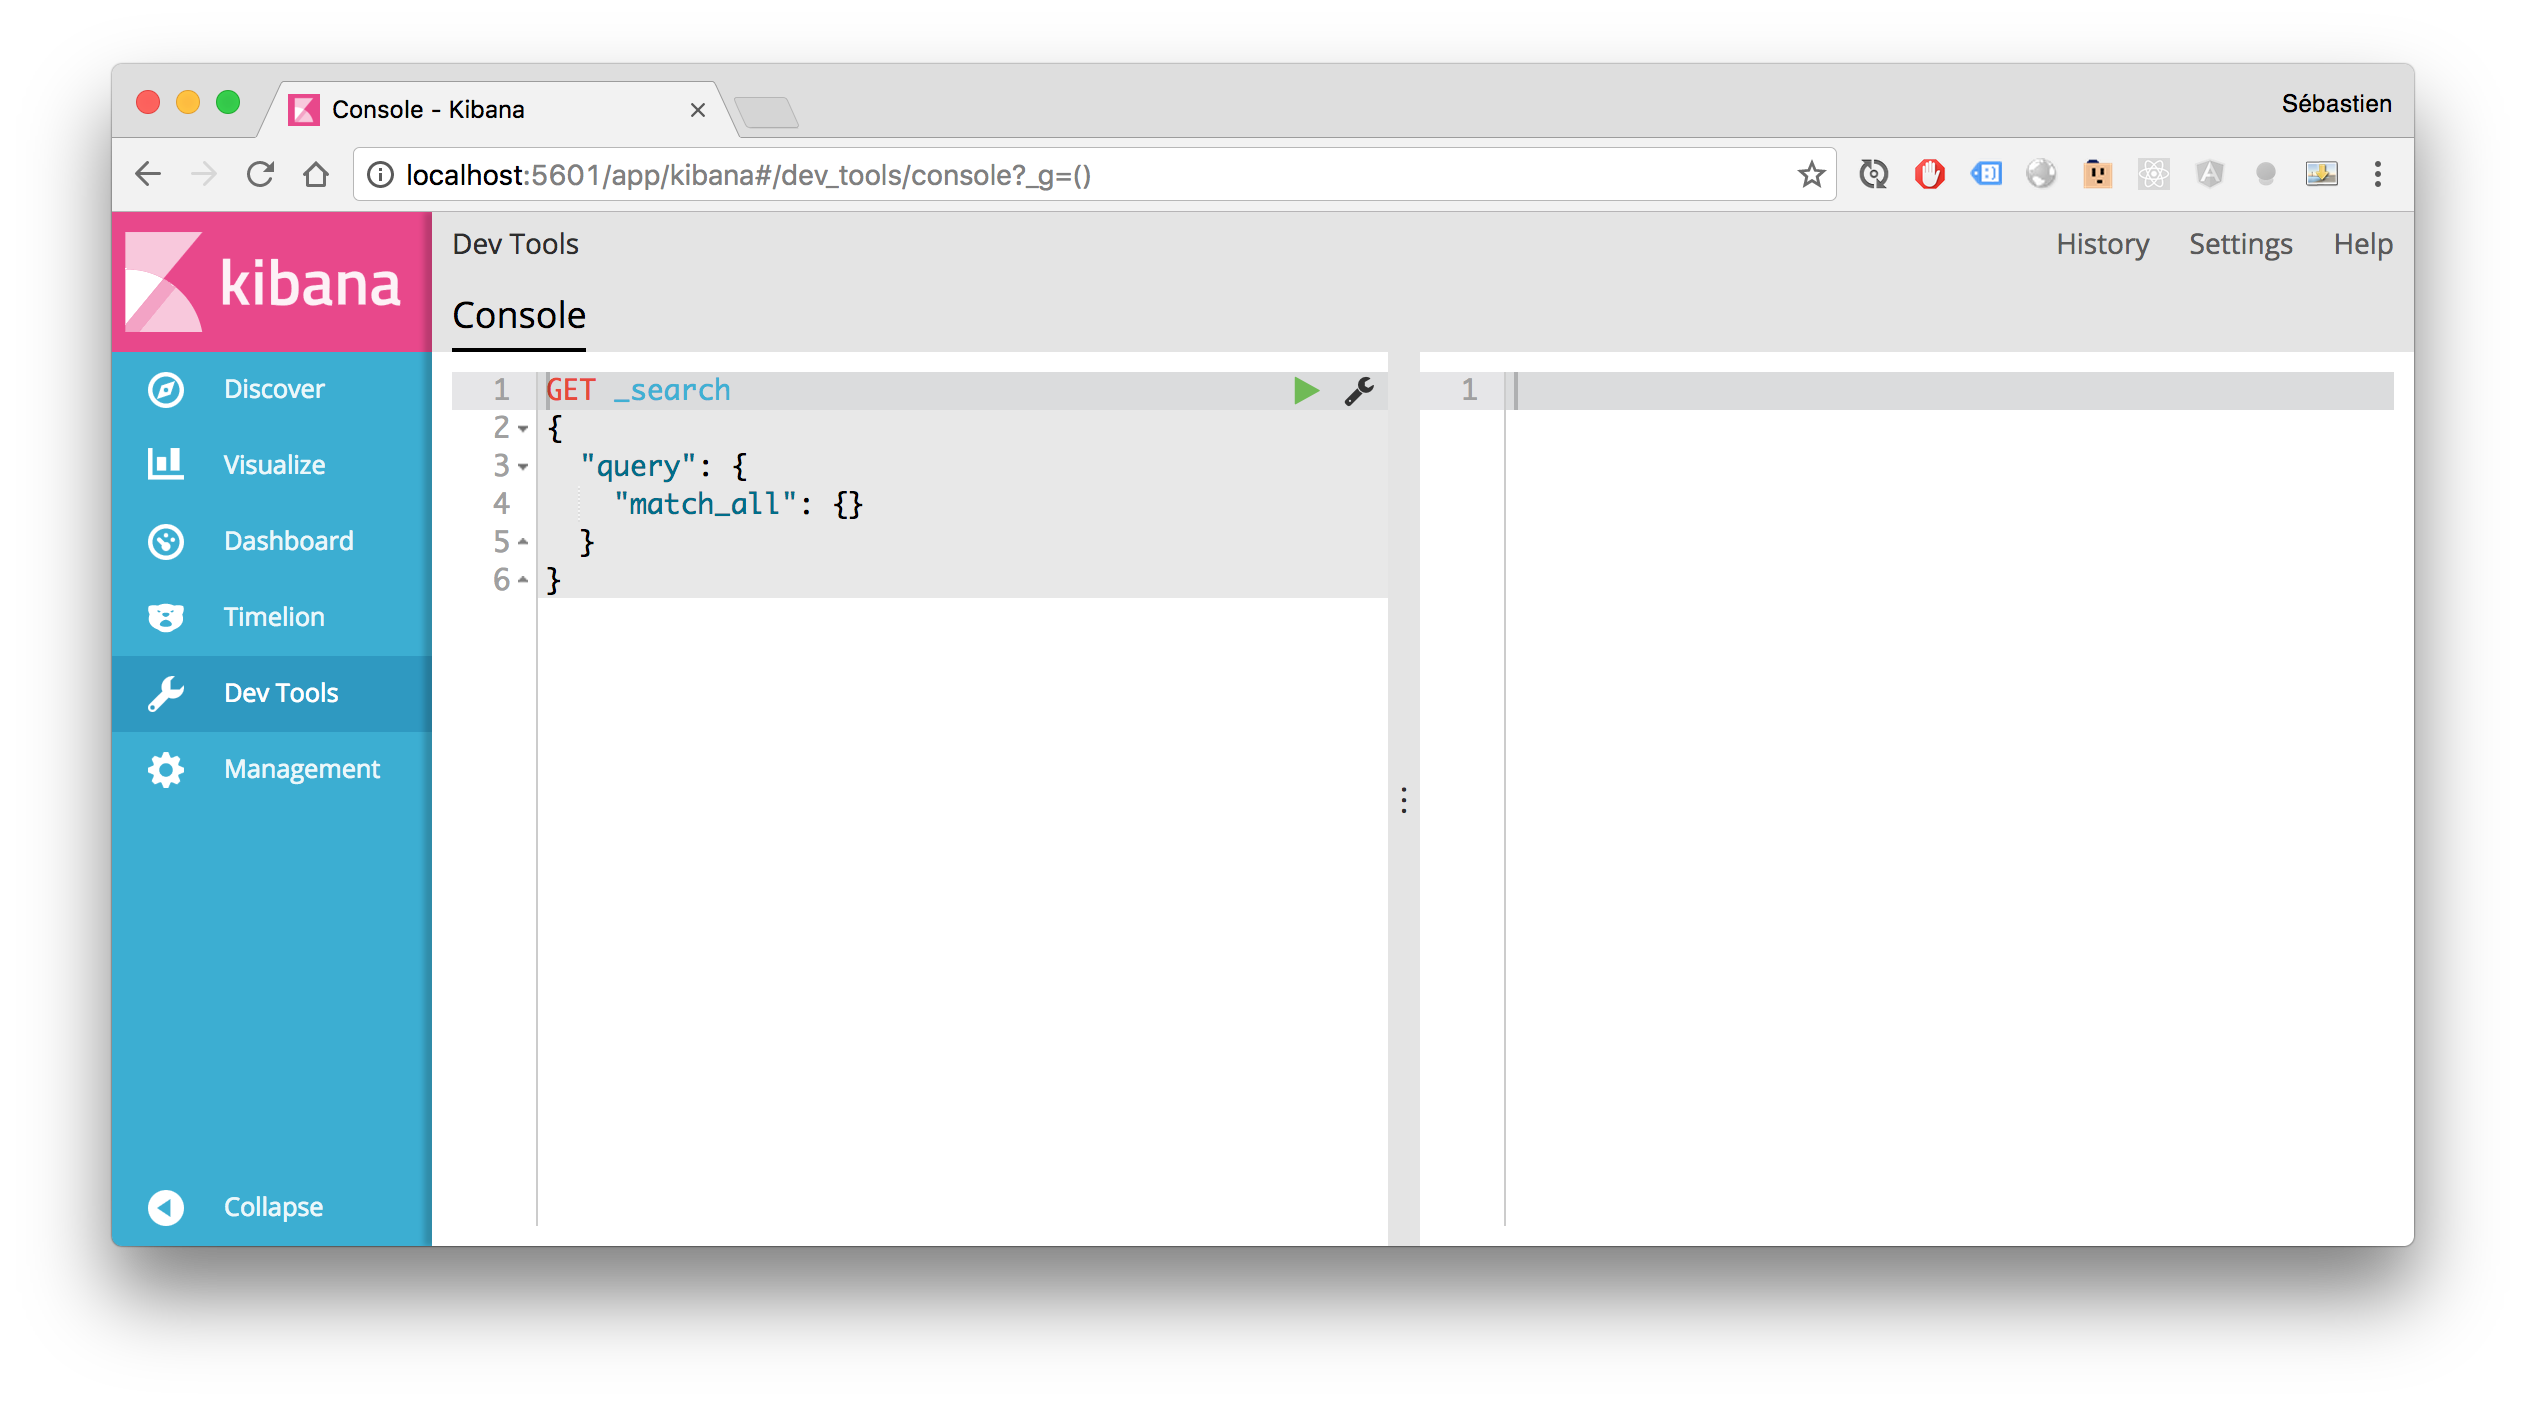 Console - Kibana
Sébastien
localhost:5601/app/kibana#/dev_tools/console?_g=()
kibana
Dev Tools
History Settings Help
Console
Discover
Visualize
Dashboard
Timelion
Dev Tools
Management
Collapse
1 GET _search
2 {
3   "query": {
4     "match_all": {}
5   }
6 }
1